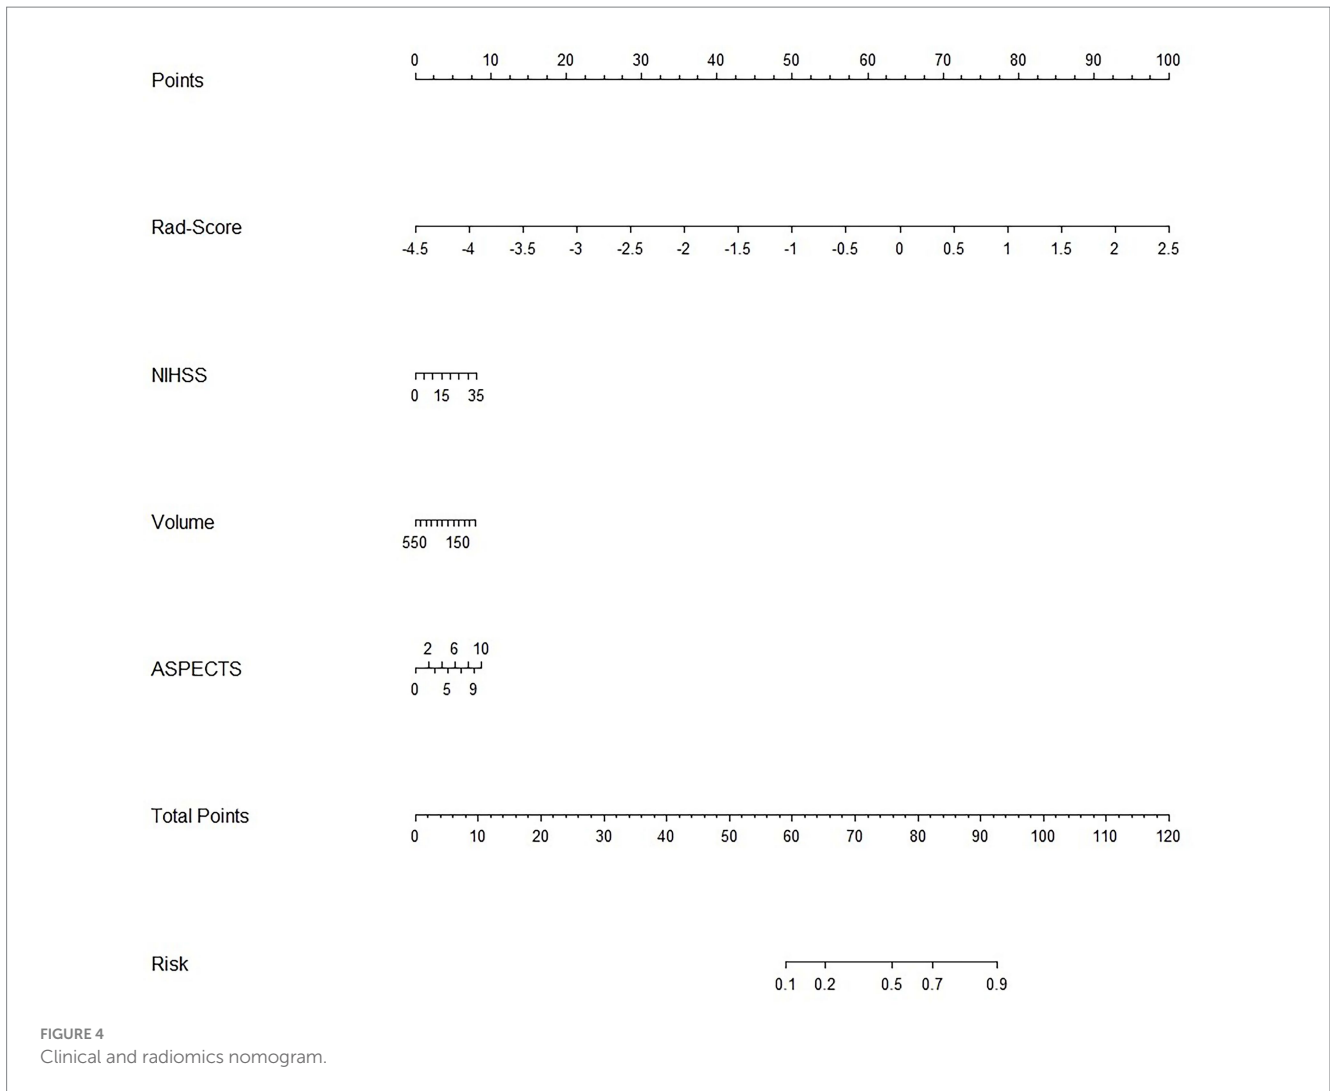 0 10 20 30 40 50 60 70 80 90 100
Points
Rad-Score
-4.5 -4 -3.5 -3 -2.5 -2 -1.5 -1 -0.5 0 0.5 1 1.5 2 2.5
NIHSS
0 15 35
Volume
550 150
2 6 10
ASPECTS
0 5 9
Total Points
0 10 20 30 40 50 60 70 80 90 100 110 120
Risk
0.1 0.2 0.5 0.7 0.9
FIGURE 4
Clinical and radiomics nomogram.